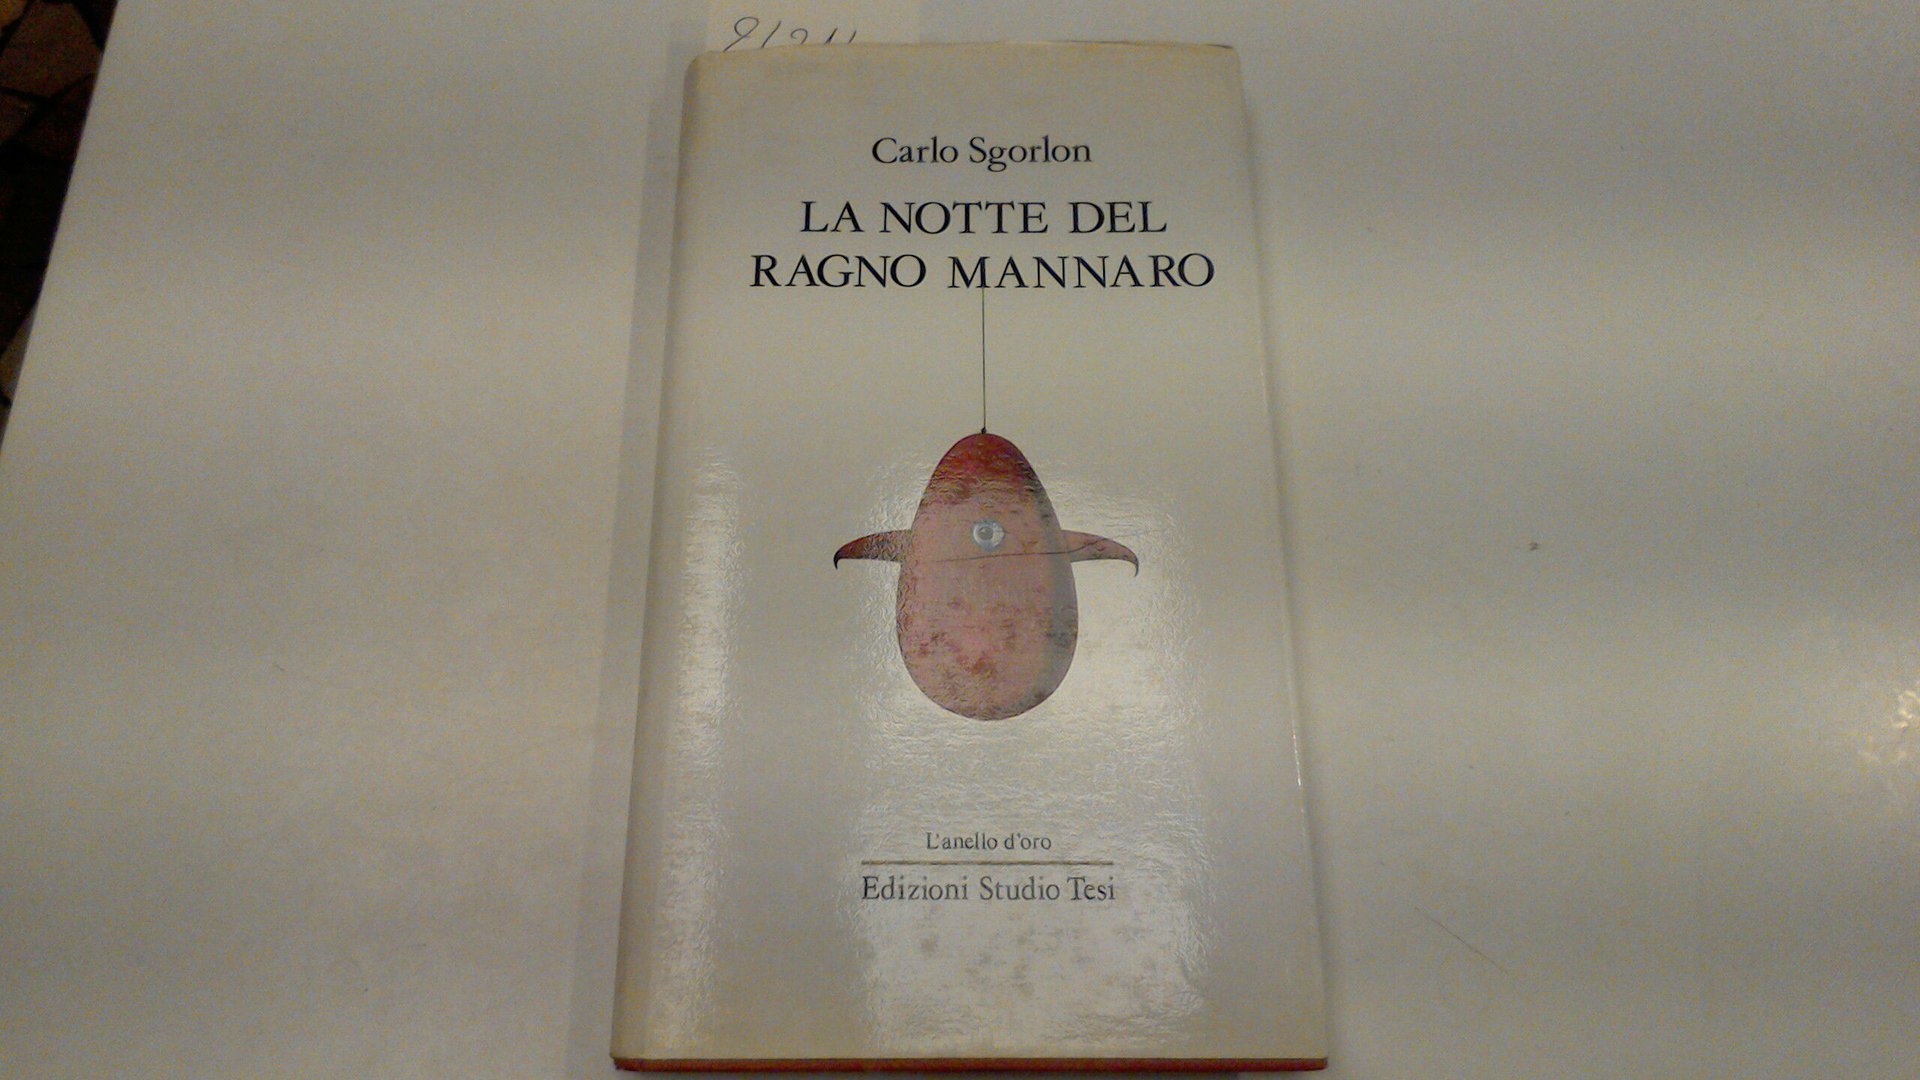 Carlo Sgorlon
LA NOTTE DEL
RAGNO MANNARO
L'anello d'oro
Edizioni Studio Tesi